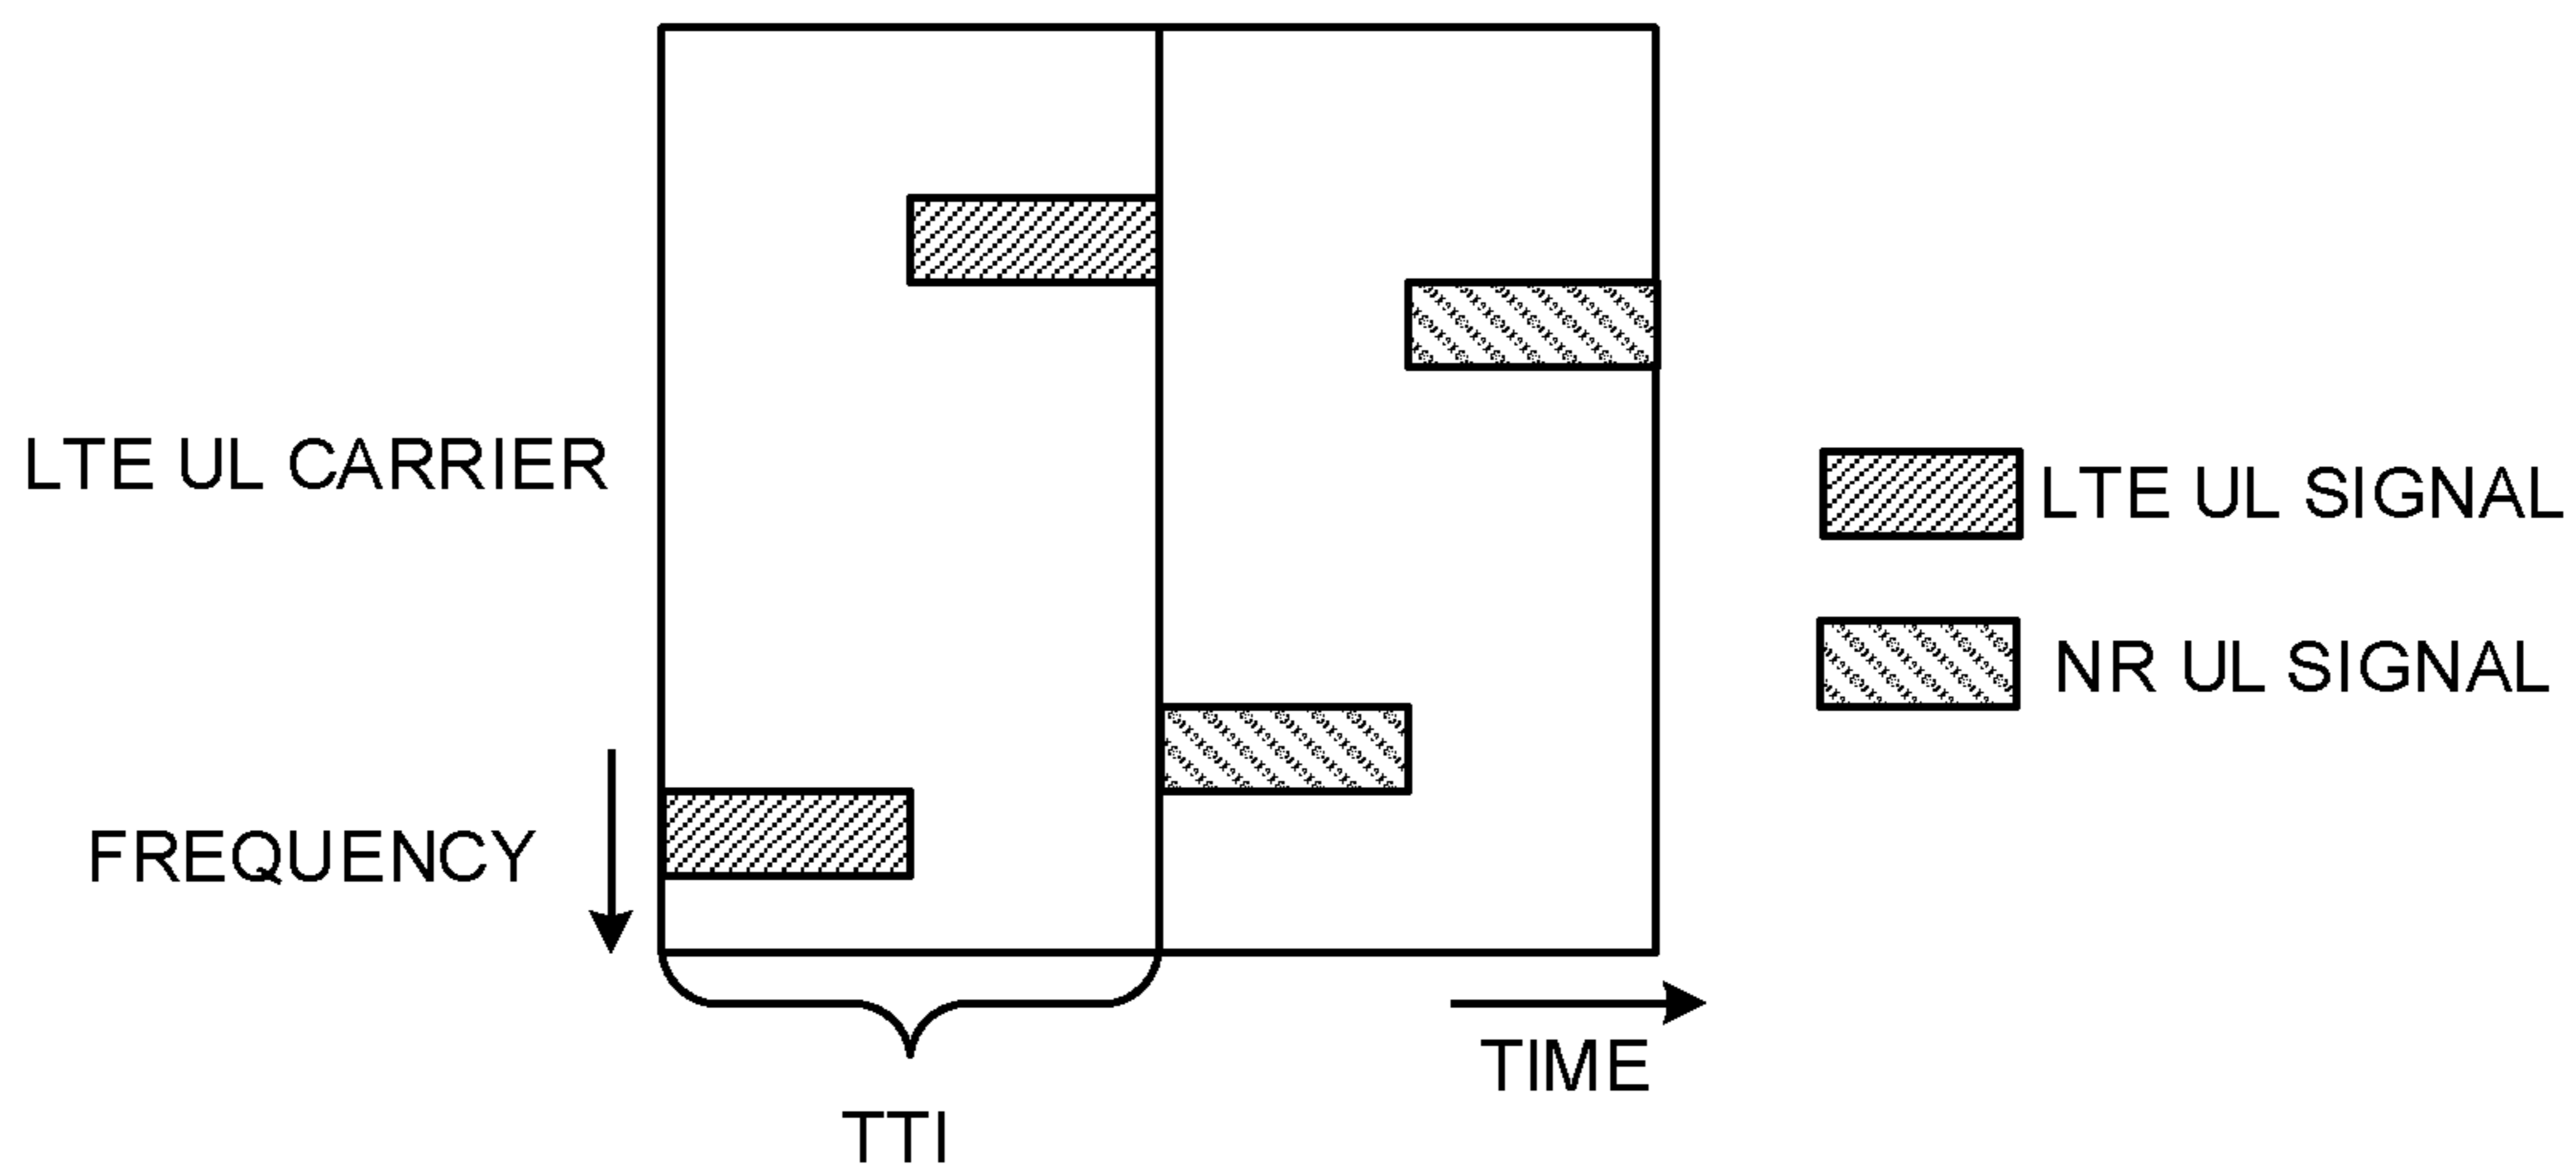 LTE UL CARRIER
LTE UL SIGNAL
NR UL SIGNAL
FREQUENCY
TIME
TTI